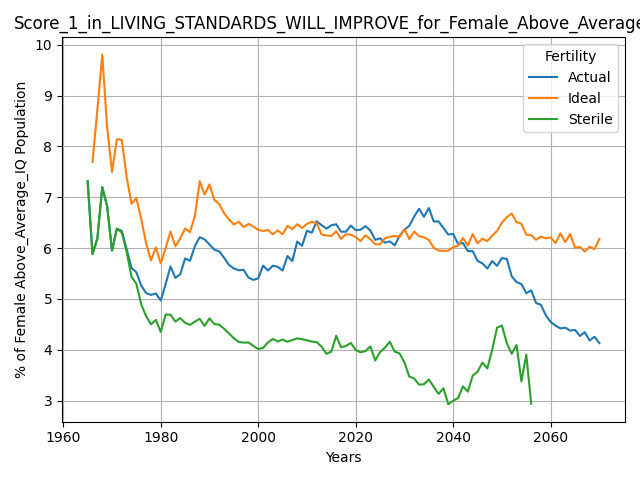 Score_1_in_LIVING_STANDARDS_WILL_IMPROVE_for_Female_Above_Average
% of Female Above_Average_IQ Population
10
9
8
7
6
5
4
3
Fertility
Actual
Ideal
Sterile
1960 1980 2000 2020 2040 2060
Years